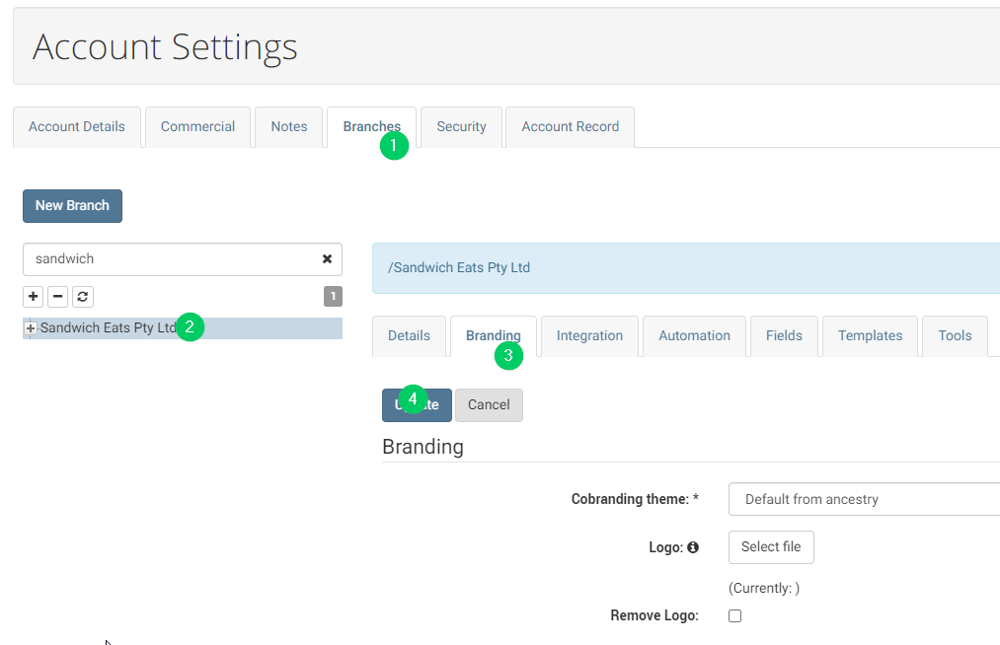 Account Settings
Account Details Commercial Notes Branches Security Account Record
1
New Branch
sandwich
1
/Sandwich Eats Pty Ltd
Sandwich Eats Pty Ltd 2
Details Branding Integration Automation Fields Templates Tools
3
4 Cancel
Branding
Cobranding theme: * Default from ancestry
Logo: Select file
(Currently: )
Remove Logo: